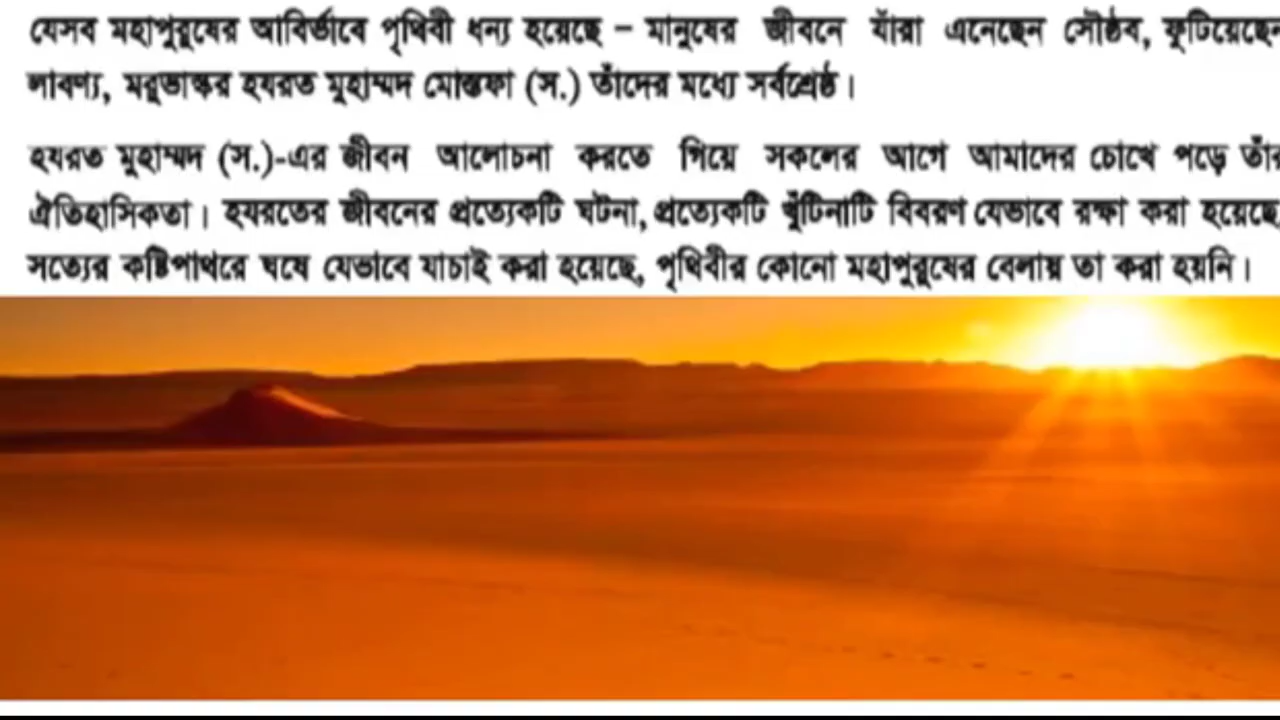 যেসব মহাপুরুষের আবির্ভাবে পৃথিবী ধন্য হয়েছে – মানুষের জীবনে যাঁরা এনেছেন সৌষ্ঠব, ফুটিয়েছেন
লাবণ্য, মরুভাস্কর হযরত মুহাম্মদ মোস্তফা (স.) তাঁদের মধ্যে সর্বশ্রেষ্ঠ।
হযরত মুহাম্মদ (স.)-এর জীবন আলোচনা করতে গিয়ে সকলের আগে আমাদের চোখে পড়ে তাঁর
ঐতিহাসিকতা। হযরতের জীবনের প্রত্যেকটি ঘটনা, প্রত্যেকটি খুঁটিনাটি বিবরণ যেভাবে রক্ষা করা হয়েছে
সত্যের কষ্টিপাথরে ঘষে যেভাবে যাচাই করা হয়েছে, পৃথিবীর কোনো মহাপুরুষের বেলায় তা করা হয়নি।